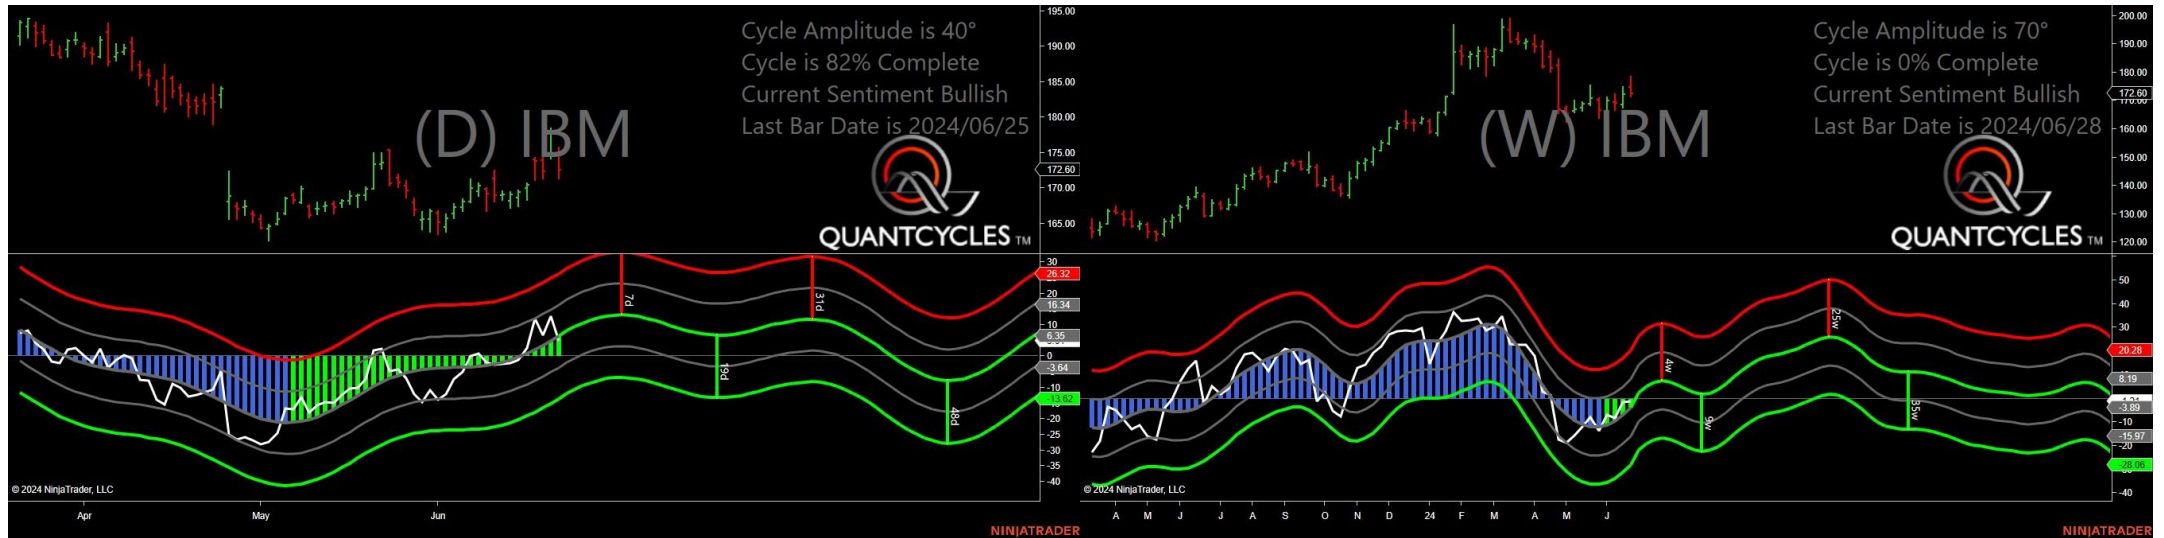 Cycle Amplitude is 40°
Cycle is 82% Complete
Current Sentiment Bullish
Last Bar Date is 2024/06/25
(D) IBM
QUANTCYCLES TM
195.00
190.00
185.00
180.00
175.00
172.60
170.00
165.00
7d
19d
31d
48d
30
26.32
20
16.34
10
6.35
0
-3.64
-10
-13.62
-20
-25
-30
-35
-40
© 2024 NinjaTrader, LLC
Apr May Jun
NINJATRADER
Cycle Amplitude is 70°
Cycle is 0% Complete
Current Sentiment Bullish
Last Bar Date is 2024/06/28
(W) IBM
QUANTCYCLES TM
200.00
190.00
180.00
172.60
170.00
160.00
150.00
140.00
130.00
120.00
4w
9w
25w
35w
50
40
30
20.28
8.19
-3.89
-10
-15.97
-20
-28.06
-40
© 2024 NinjaTrader, LLC
A M J J A S O N D 24 F M A M J
NINJATRADER